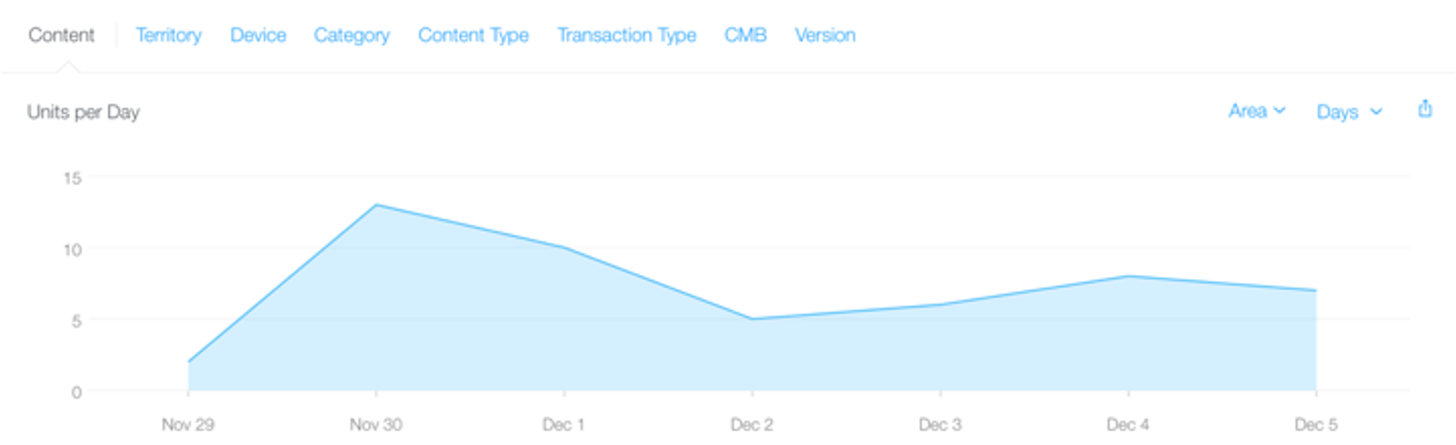 Content Territory Device Category Content Type Transaction Type CMB Version
Units per Day Area Days
15
10
5
0
Nov 29 Nov 30 Dec 1 Dec 2 Dec 3 Dec 4 Dec 5